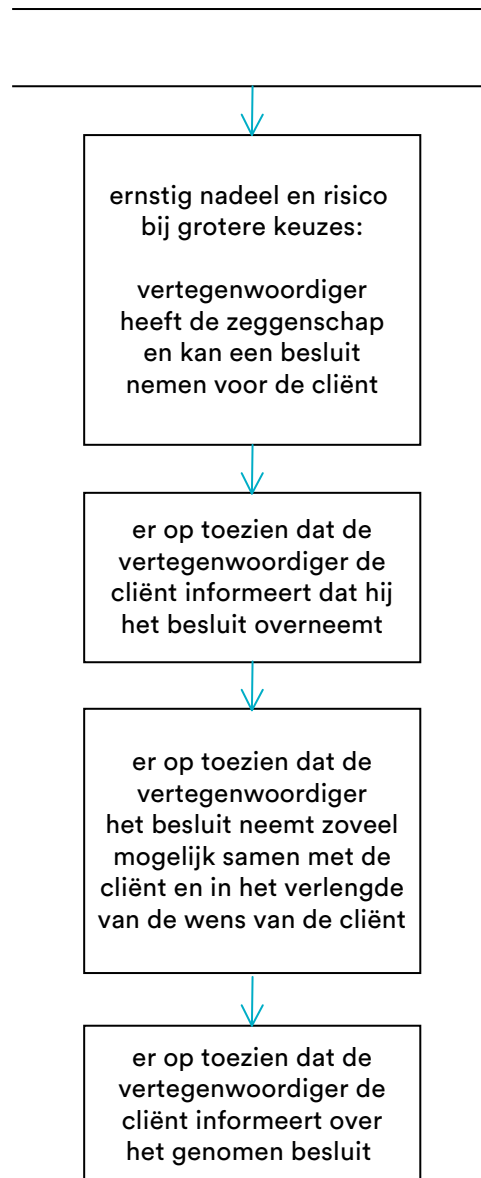 ernstig nadeel en risico
bij grotere keuzes:
vertegenwoordiger
heeft de zeggenschap
en kan een besluit
nemen voor de cliënt
er op toezien dat de
vertegenwoordiger de
cliënt informeert dat hij
het besluit overneemt
er op toezien dat de
vertegenwoordiger
het besluit neemt zoveel
mogelijk samen met de
cliënt en in het verlengde
van de wens van de cliënt
er op toezien dat de
vertegenwoordiger de
cliënt informeert over
het genomen besluit